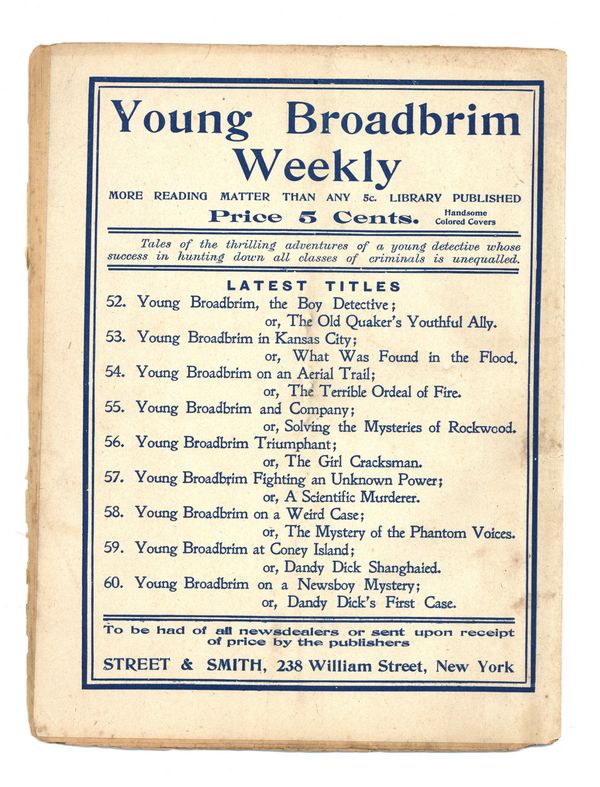 Young Broadbrim
Weekly
MORE READING MATTER THAN ANY 5c. LIBRARY PUBLISHED
Price 5 Cents. Handsome
Colored Covers
Tales of the thrilling adventures of a young detective whose
success in hunting down all classes of criminals is unequalled.
LATEST TITLES
52. Young Broadbrim, the Boy Detective;
or, The Old Quaker's Youthful Ally.
53. Young Broadbrim in Kansas City;
or, What Was Found in the Flood.
54. Young Broadbrim on an Aerial Trail;
or, The Terrible Ordeal of Fire.
55. Young Broadbrim and Company;
or, Solving the Mysteries of Rockwood.
56. Young Broadbrim Triumphant;
or, The Girl Cracksman.
57. Young Broadbrim Fighting an Unknown Power;
or, A Scientific Murderer.
58. Young Broadbrim on a Weird Case;
or, The Mystery of the Phantom Voices.
59. Young Broadbrim at Coney Island;
or, Dandy Dick Shanghaied.
60. Young Broadbrim on a Newsboy Mystery;
or, Dandy Dick's First Case.
To be had of all newsdealers or sent upon receipt
of price by the publishers
STREET & SMITH, 238 William Street, New York